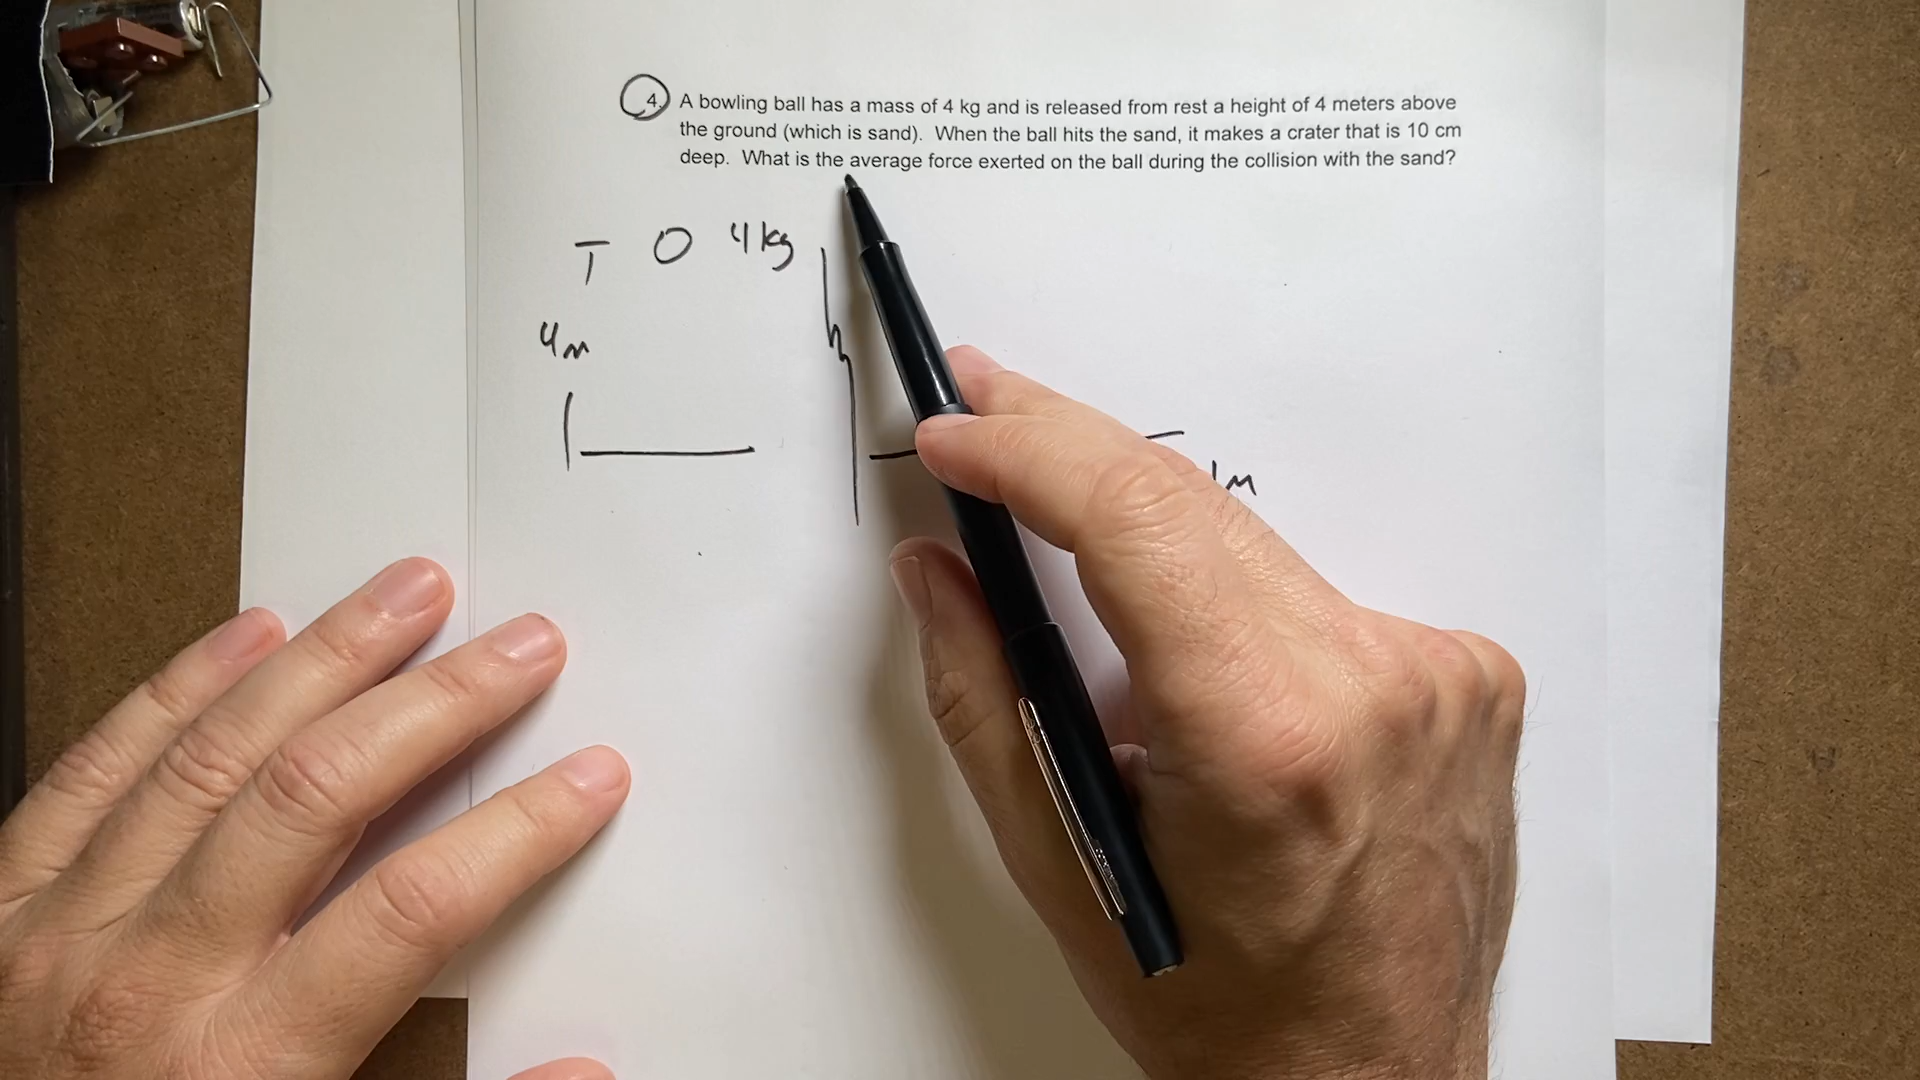 4. A bowling ball has a mass of 4 kg and is released from rest a height of 4 meters above
the ground (which is sand). When the ball hits the sand, it makes a crater that is 10 cm
deep. What is the average force exerted on the ball during the collision with the sand?
4kg
4m
m